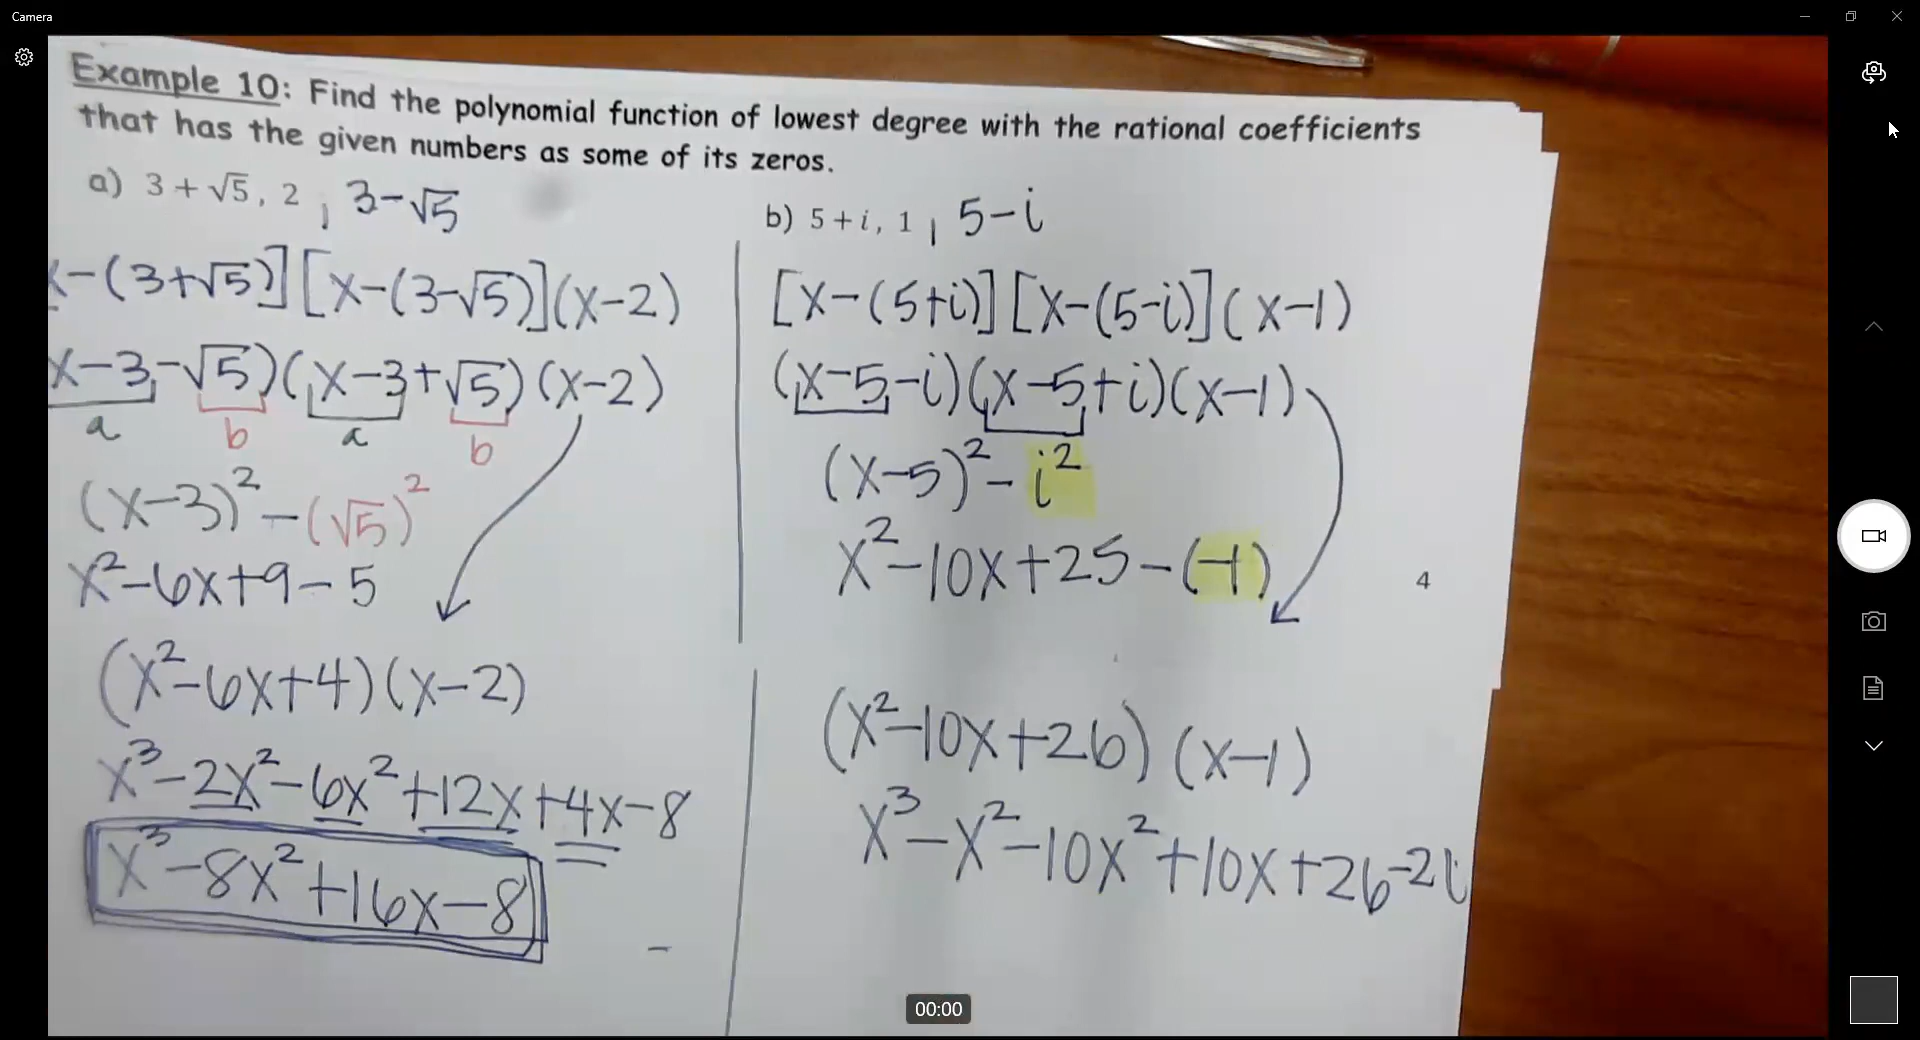 Camera
Example 10: Find the polynomial function of lowest degree with the rational coefficients
that has the given numbers as some of its zeros.
a) 3 + √5, 2 , 3-√5
x-(3+√5)][x-(3-√5)](x-2)
x-3-√5)(x-3+√5)(x-2)
a b a b
(x-3)²-(√5)²
x²-6x+9-5
(x²-6x+4)(x-2)
x³-2x²-6x²+12x+4x-8
x³-8x²+16x-8
b) 5 + i, 1 , 5-i
[x-(5+i)][x-(5-i)](x-1)
(x-5-i)(x-5+i)(x-1)
(x-5)²-i²
x²-10x+25-(-1)
4
(x²-10x+26)(x-1)
x³-x²-10x²+10x+26-2
00:00